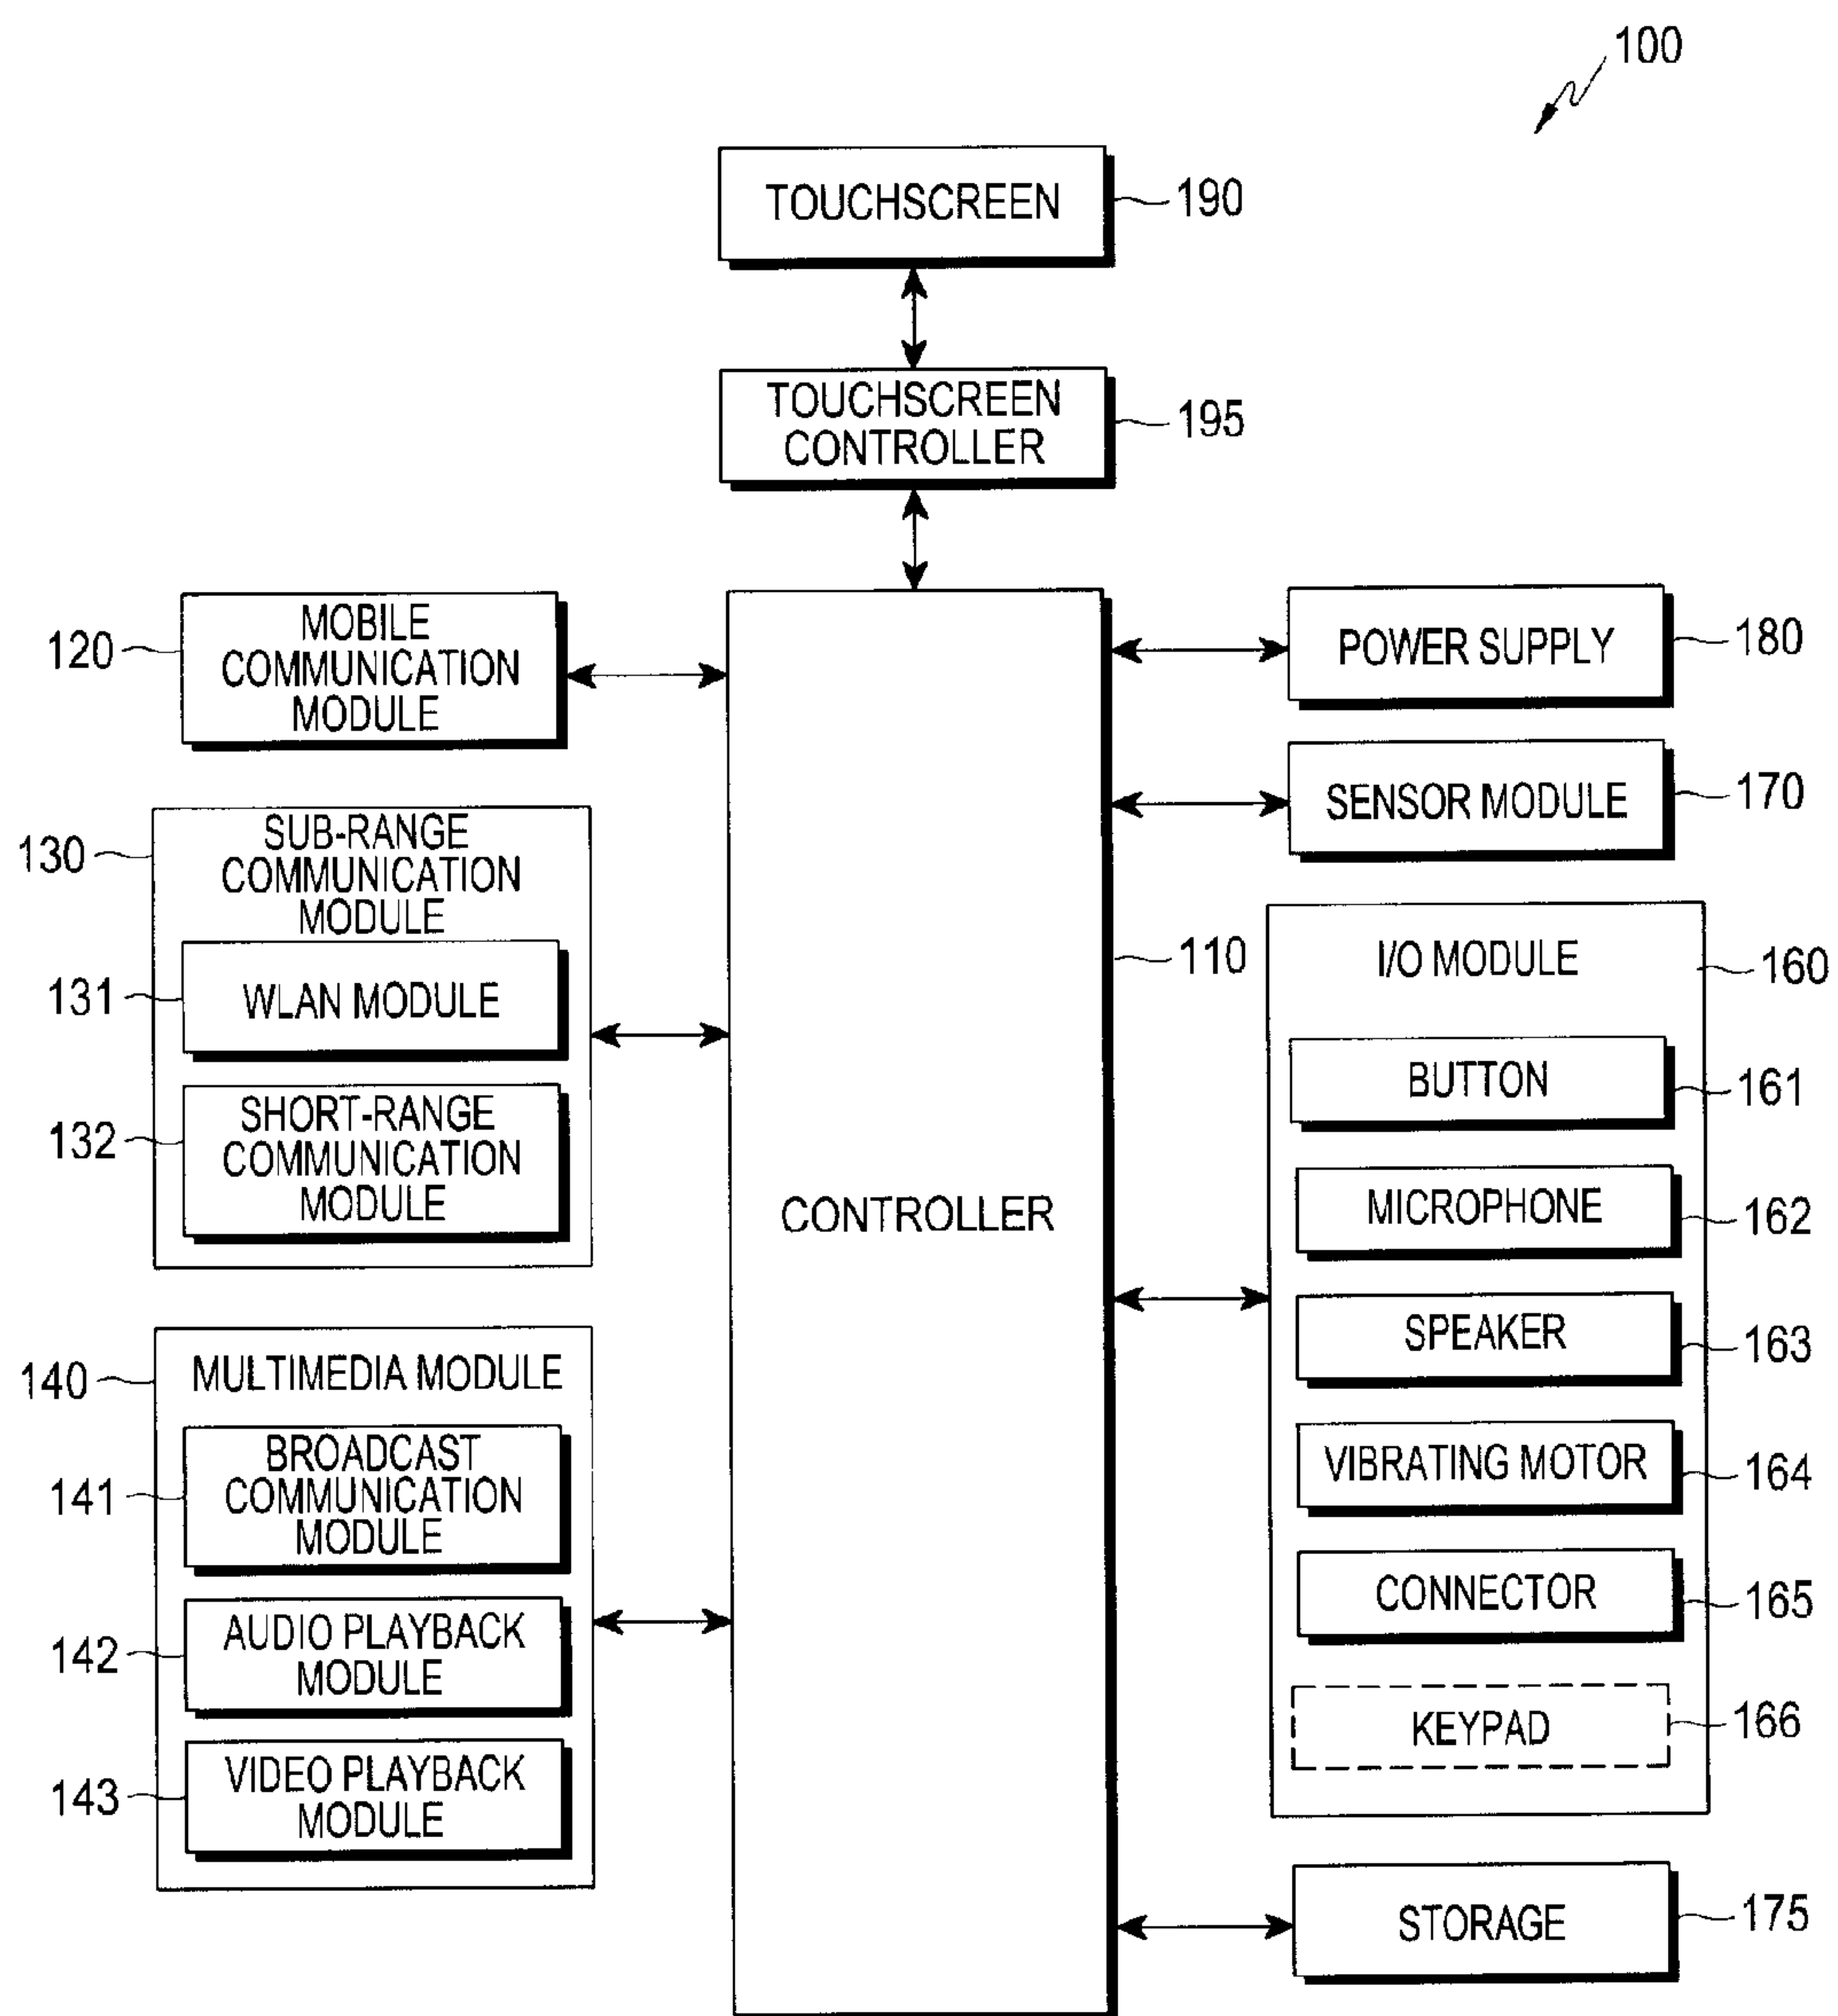 100
TOUCHSCREEN
190
TOUCHSCREEN
CONTROLLER
195
120
MOBILE
COMMUNICATION
MODULE
130
SUB-RANGE
COMMUNICATION
MODULE
131
WLAN MODULE
132
SHORT-RANGE
COMMUNICATION
MODULE
140
MULTIMEDIA MODULE
141
BROADCAST
COMMUNICATION
MODULE
142
AUDIO PLAYBACK
MODULE
143
VIDEO PLAYBACK
MODULE
CONTROLLER
110
POWER SUPPLY
180
SENSOR MODULE
170
I/O MODULE
160
BUTTON
161
MICROPHONE
162
SPEAKER
163
VIBRATING MOTOR
164
CONNECTOR
165
KEYPAD
166
STORAGE
175